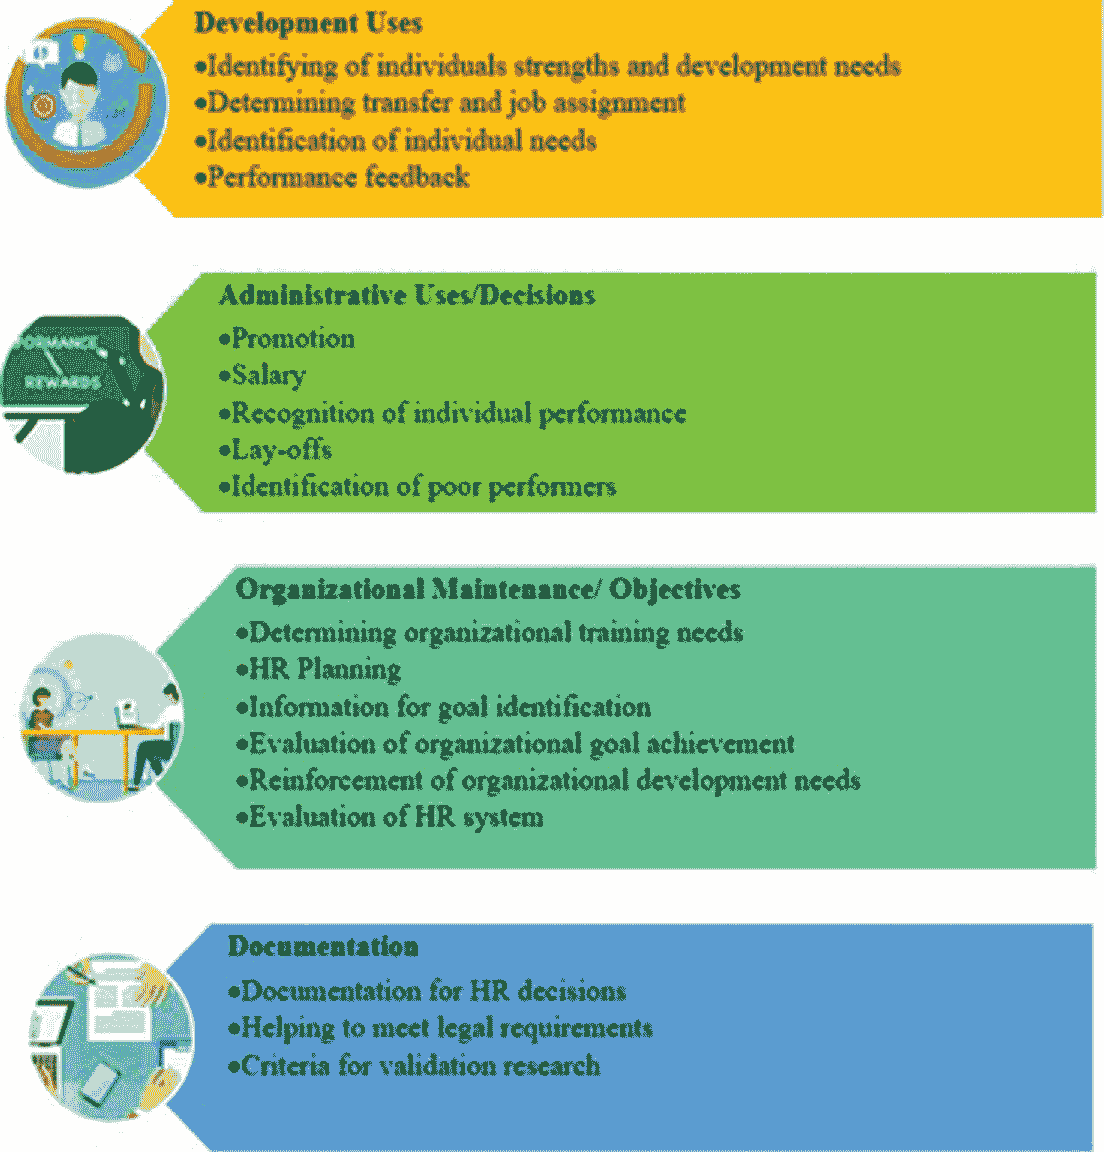 Development Uses
•Identifying of individuals strengths and development needs
•Determining transfer and job assignment
•Identification of individual needs
•Performance feedback
Administrative Uses/Decisions
•Promotion
•Salary
•Recognition of individual performance
•Lay-offs
•Identification of poor performers
REWARDS
Organizational Maintenance/ Objectives
•Determining organizational training needs
•HR Planning
•Information for goal identification
•Evaluation of organizational goal achievement
•Reinforcement of organizational development needs
•Evaluation of HR system
Documentation
•Documentation for HR decisions
•Helping to meet legal requirements
•Criteria for validation research